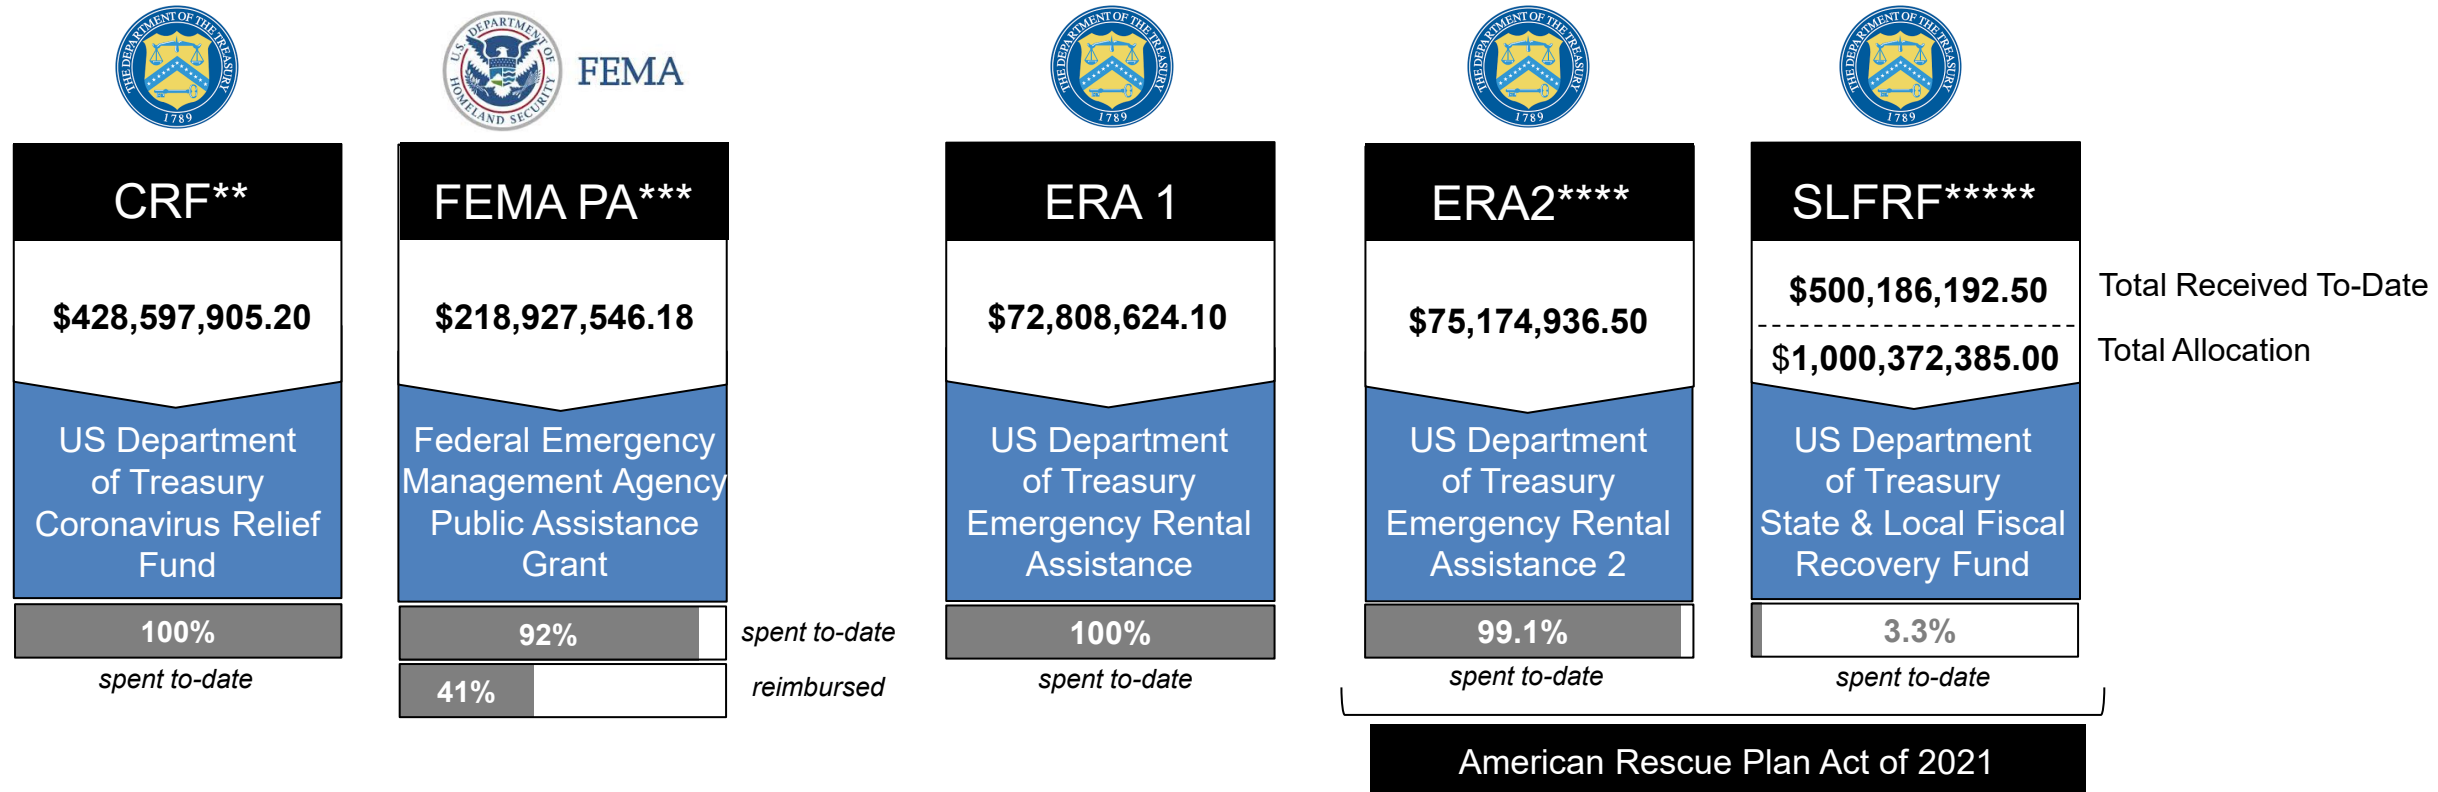 THE DEPARTMENT OF THE TREASURY
1789
U.S. DEPARTMENT OF
HOMELAND SECURITY
FEMA
THE DEPARTMENT OF THE TREASURY
1789
THE DEPARTMENT OF THE TREASURY
1789
THE DEPARTMENT OF THE TREASURY
1789
CRF**
$428,597,905.20
US Department
of Treasury
Coronavirus Relief
Fund
100%
spent to-date
FEMA PA***
$218,927,546.18
Federal Emergency
Management Agency
Public Assistance
Grant
92%
spent to-date
41%
reimbursed
ERA 1
$72,808,624.10
US Department
of Treasury
Emergency Rental
Assistance
100%
spent to-date
ERA2****
$75,174,936.50
US Department
of Treasury
Emergency Rental
Assistance 2
99.1%
spent to-date
SLFRF*****
$500,186,192.50
Total Received To-Date
$1,000,372,385.00
Total Allocation
US Department
of Treasury
State & Local Fiscal
Recovery Fund
3.3%
spent to-date
American Rescue Plan Act of 2021